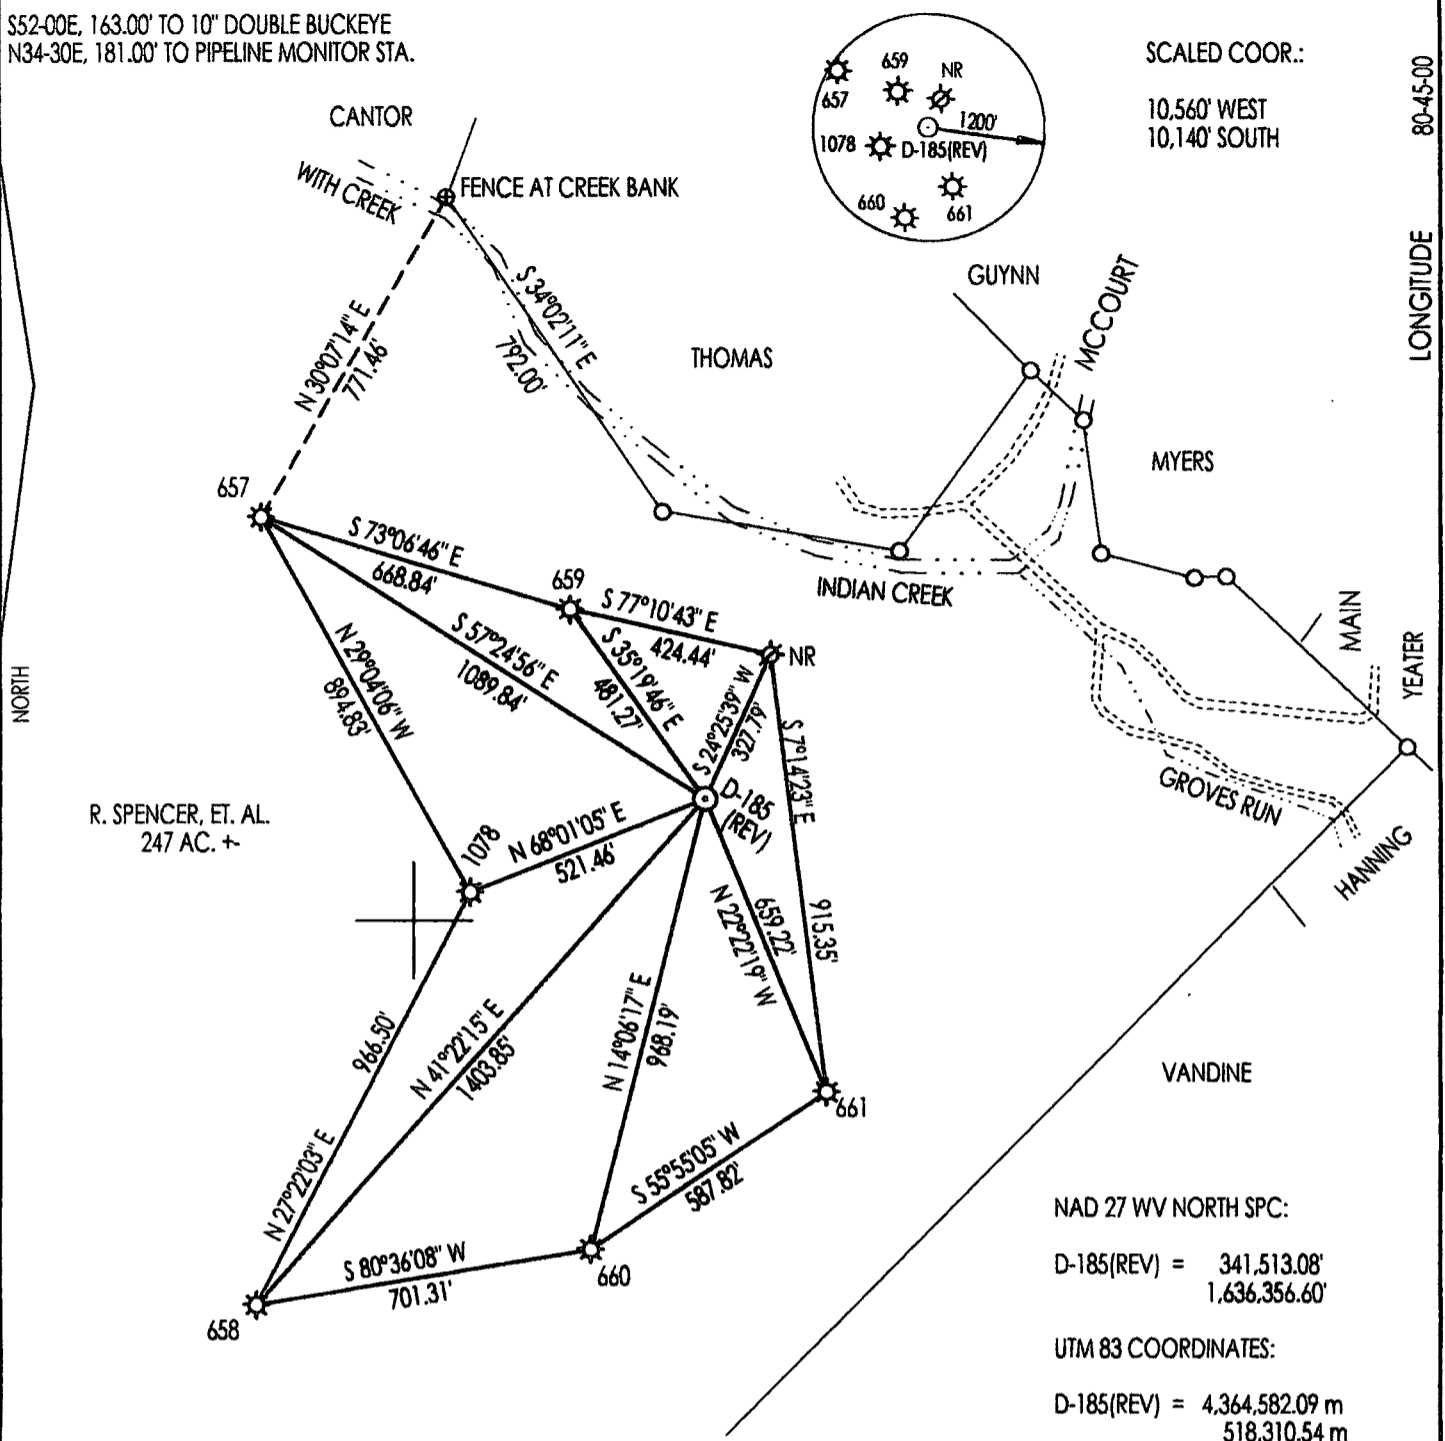 S52-00E, 163.00' TO 10" DOUBLE BUCKEYE
N34-30E, 181.00' TO PIPELINE MONITOR STA.
657
659
NR
1200'
1078
D-185(REV)
660
661
SCALED COOR.:
10,560' WEST
10,140' SOUTH
80-45-00
LONGITUDE
CANTOR
WITH CREEK
FENCE AT CREEK BANK
S 34°02'11" E
792.00'
N 30°07'14" E
771.46'
THOMAS
GUYNN
MCCOURT
MYERS
INDIAN CREEK
MAIN
YEATER
GROVES RUN
HANNING
VANDINE
NORTH
657
S 73°06'46" E
668.84'
659
S 77°10'43" E
424.44'
NR
S 57°24'56" E
1089.84'
S 35°19'46" E
481.27'
S 24°25'39" W
327.79'
N 29°04'06" W
894.83'
S 7°14'23" E
915.35'
D-185
(REV)
R. SPENCER, ET. AL.
247 AC. +-
1078
N 68°01'05" E
521.46'
N 22°22'19" W
659.22'
N 14°06'17" E
968.19'
N 41°22'15" E
1403.85'
N 27°22'03" E
966.50'
661
S 55°55'05' W
587.82'
660
S 80°36'08" W
701.31'
658
NAD 27 WV NORTH SPC:
D-185(REV) = 341,513.08'
1,636,356.60'
UTM 83 COORDINATES:
D-185(REV) = 4,364,582.09 m
518,310.54 m